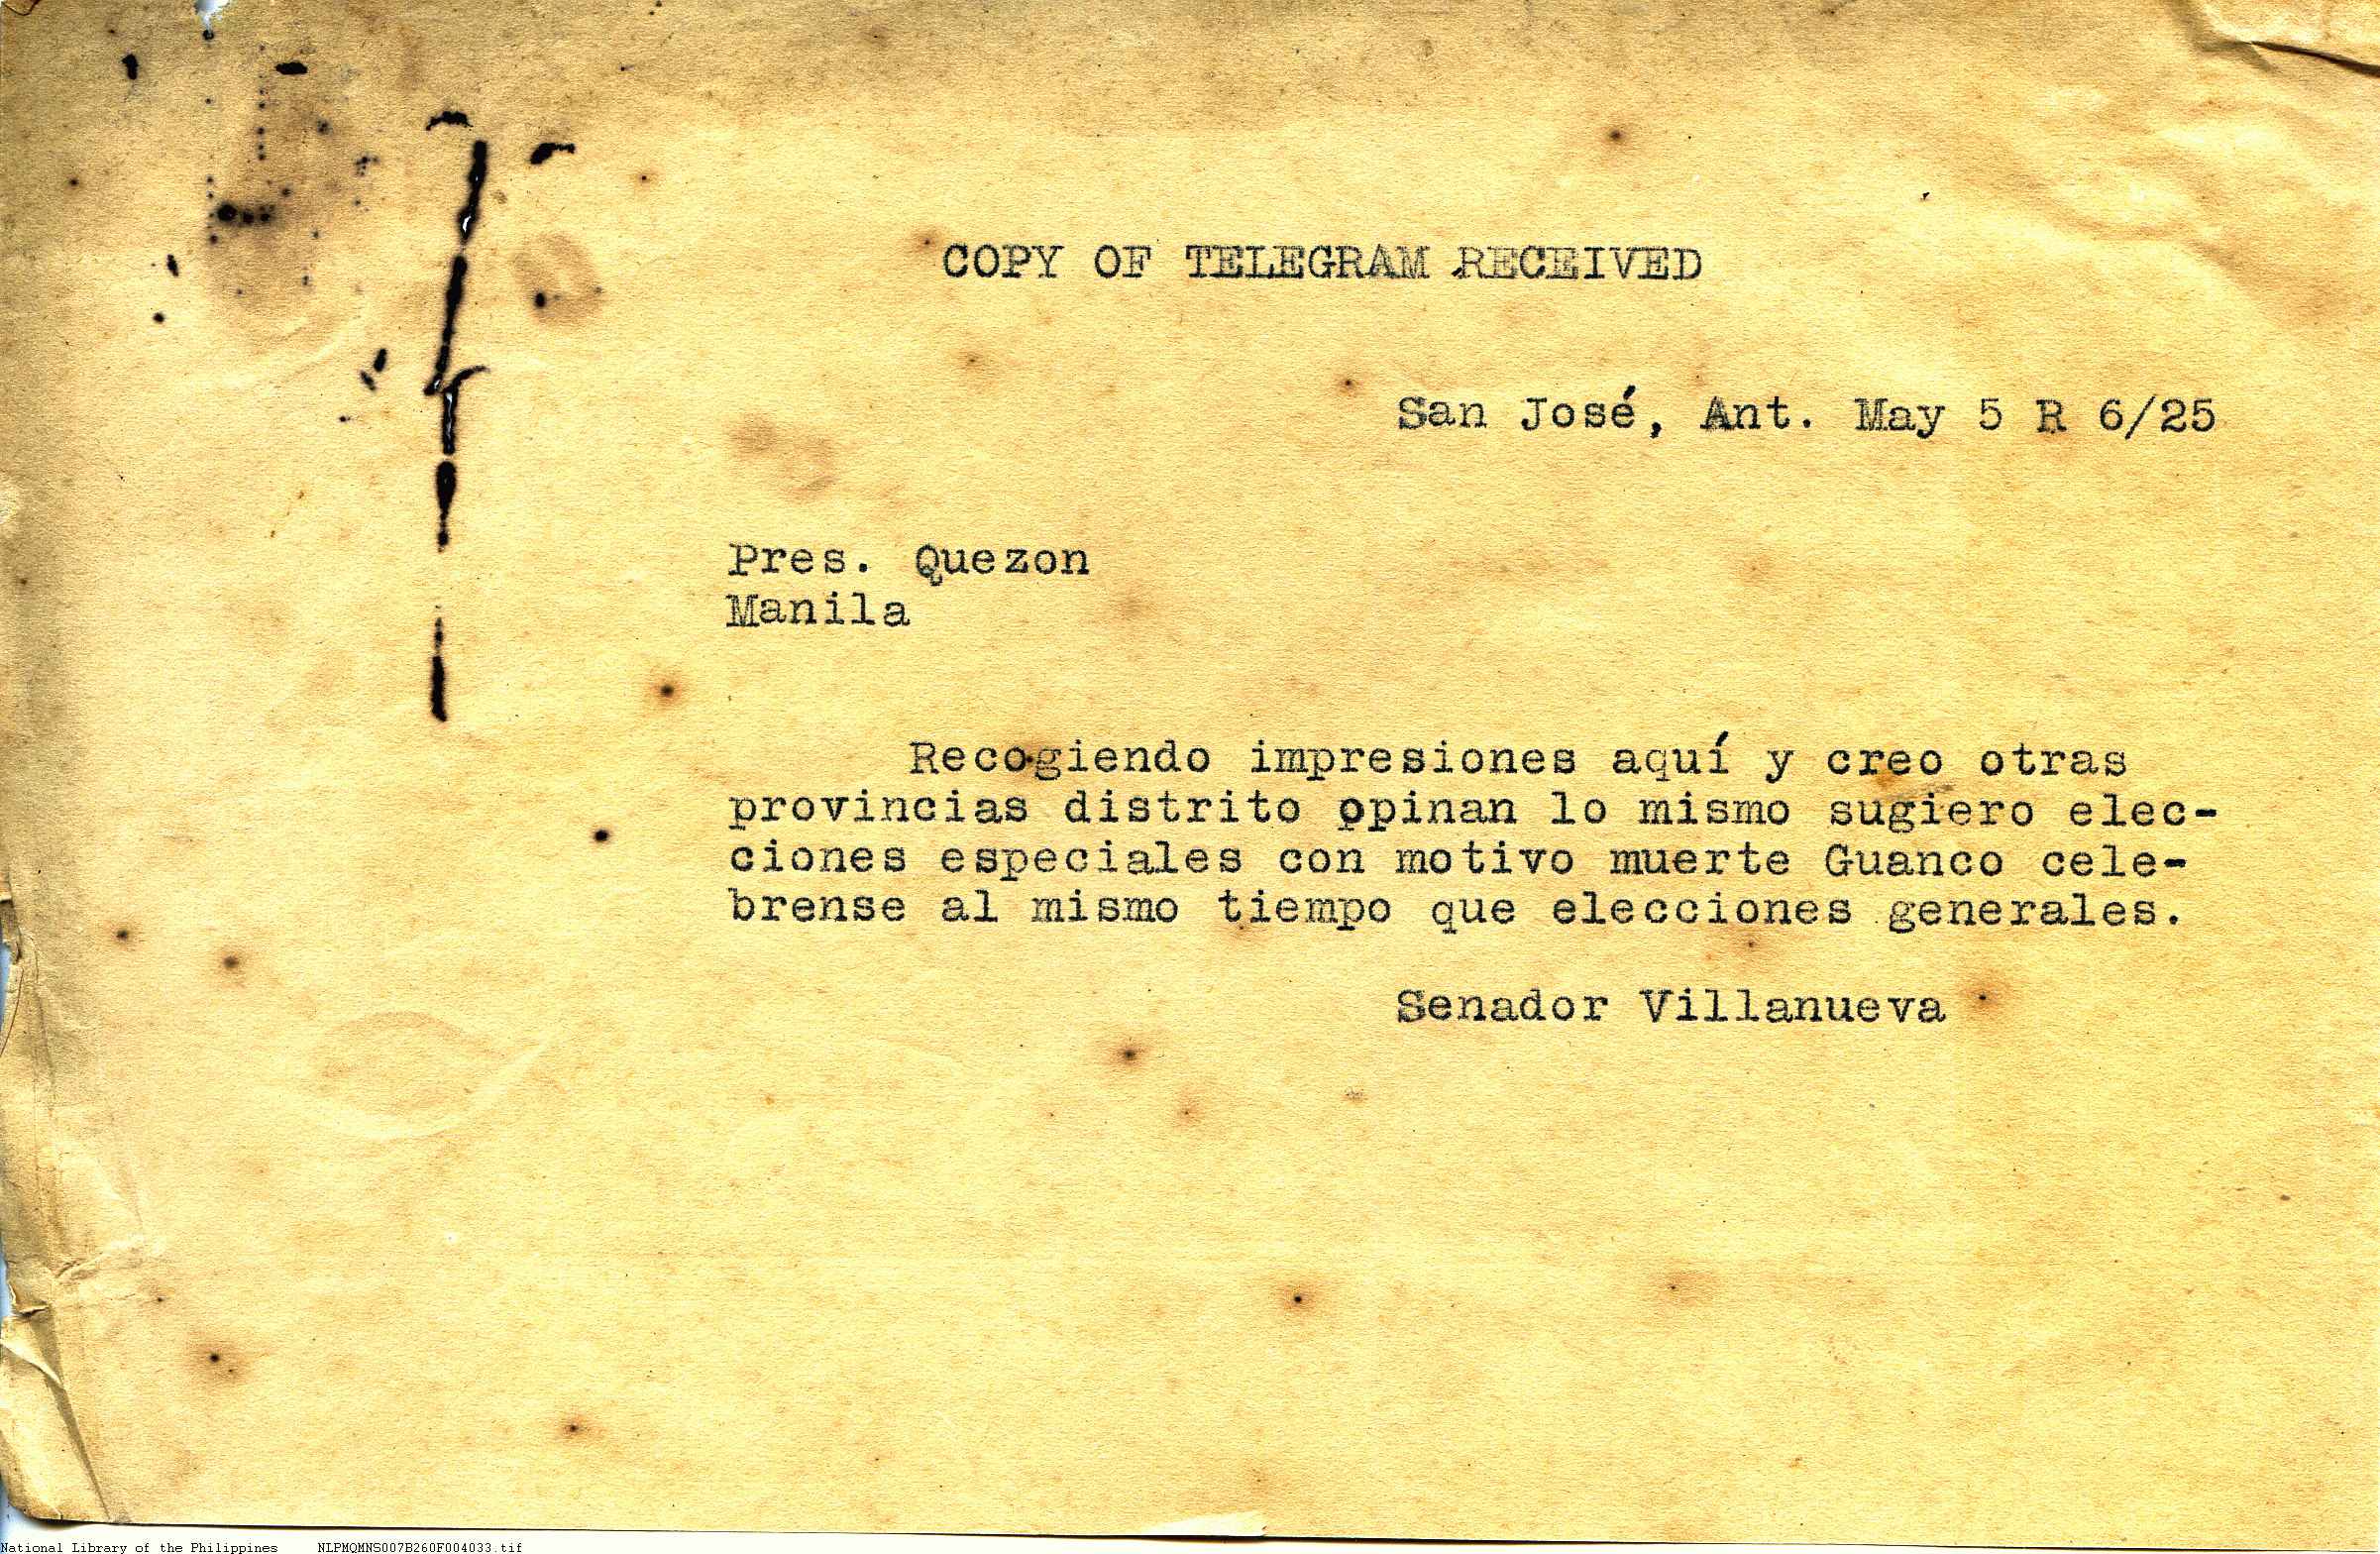 COPY OF TELEGRAM RECEIVED
San José, Ant. May 5 R 6/25
Pres. Quezon
Manila
Recogiendo impresiones aquí y creo otras
provincias distrito opinan lo mismo sugiero elec-
ciones especiales con motivo muerte Guanco cele-
brense al mismo tiempo que elecciones generales.
Senador Villanueva
National Library of the Philippines NLPMQMNS007B260F004033.tif